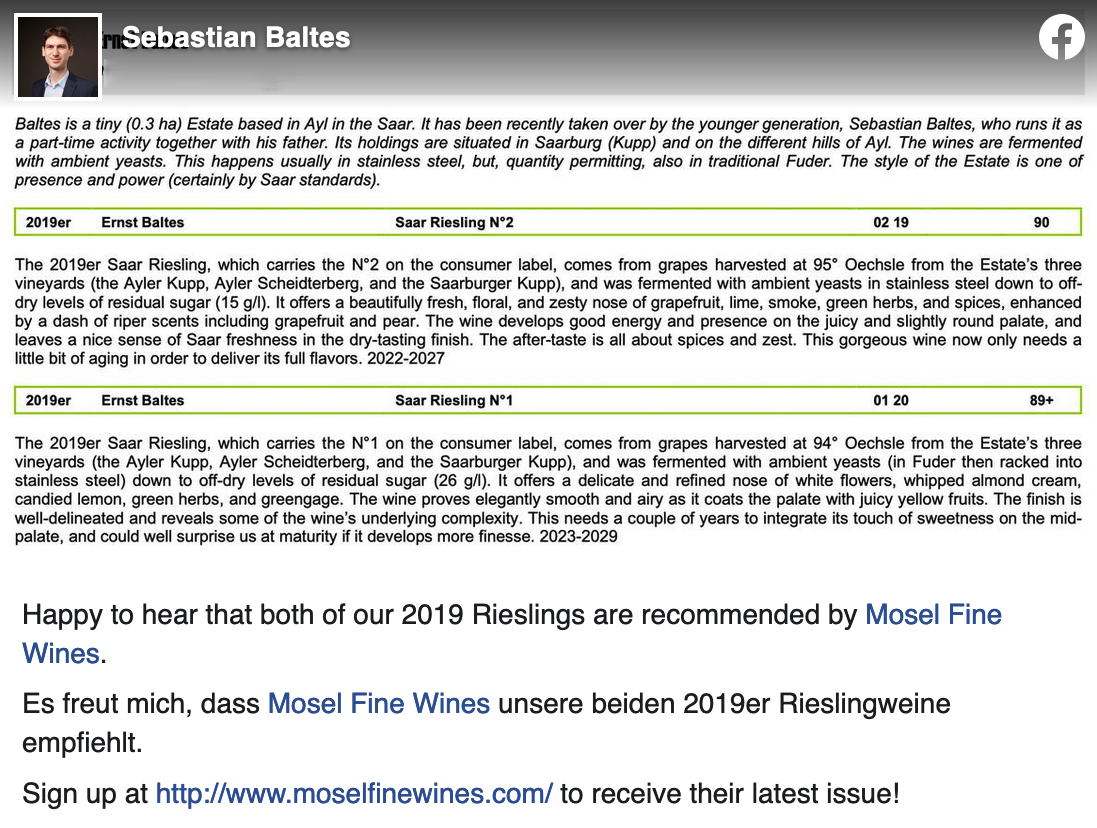 Sebastian Baltes
Baltes is a tiny (0.3 ha) Estate based in Ayl in the Saar. It has been recently taken over by the younger generation, Sebastian Baltes, who runs it as
a part-time activity together with his father. Its holdings are situated in Saarburg (Kupp) and on the different hills of Ayl. The wines are fermented
with ambient yeasts. This happens usually in stainless steel, but, quantity permitting, also in traditional Fuder. The style of the Estate is one of
presence and power (certainly by Saar standards).
2019er Ernst Baltes Saar Riesling N°2 02 19 90
The 2019er Saar Riesling, which carries the N°2 on the consumer label, comes from grapes harvested at 95° Oechsle from the Estate's three
vineyards (the Ayler Kupp, Ayler Scheidterberg, and the Saarburger Kupp), and was fermented with ambient yeasts in stainless steel down to off-
dry levels of residual sugar (15 g/l). It offers a beautifully fresh, floral, and zesty nose of grapefruit, lime, smoke, green herbs, and spices, enhanced
by a dash of riper scents including grapefruit and pear. The wine develops good energy and presence on the juicy and slightly round palate, and
leaves a nice sense of Saar freshness in the dry-tasting finish. The after-taste is all about spices and zest. This gorgeous wine now only needs a
little bit of aging in order to deliver its full flavors. 2022-2027
2019er Ernst Baltes Saar Riesling N°1 01 20 89+
The 2019er Saar Riesling, which carries the N°1 on the consumer label, comes from grapes harvested at 94° Oechsle from the Estate's three
vineyards (the Ayler Kupp, Ayler Scheidterberg, and the Saarburger Kupp), and was fermented with ambient yeasts (in Fuder then racked into
stainless steel) down to off-dry levels of residual sugar (26 g/l). It offers a delicate and refined nose of white flowers, whipped almond cream,
candied lemon, green herbs, and greengage. The wine proves elegantly smooth and airy as it coats the palate with juicy yellow fruits. The finish is
well-delineated and reveals some of the wine's underlying complexity. This needs a couple of years to integrate its touch of sweetness on the mid-
palate, and could well surprise us at maturity if it develops more finesse. 2023-2029
Happy to hear that both of our 2019 Rieslings are recommended by Mosel Fine
Wines.
Es freut mich, dass Mosel Fine Wines unsere beiden 2019er Rieslingweine
empfiehlt.
Sign up at http://www.moselfinewines.com/ to receive their latest issue!